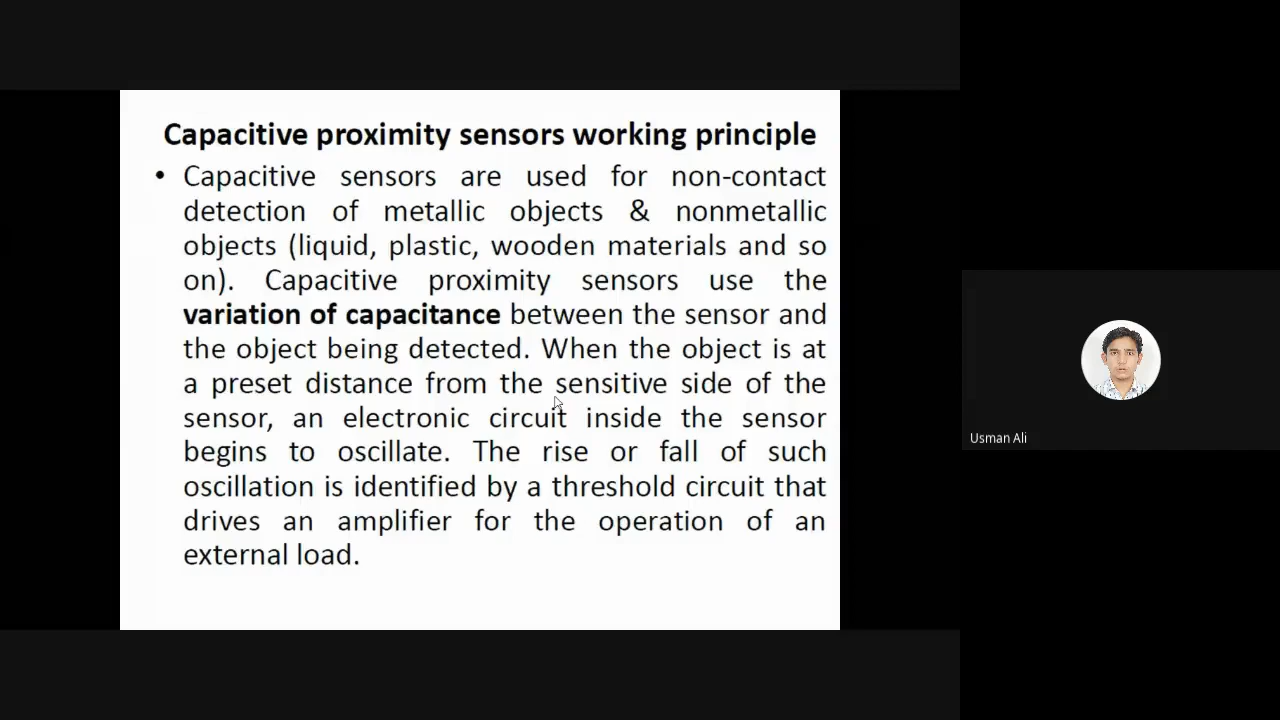 Capacitive proximity sensors working principle
• Capacitive sensors are used for non-contact
detection of metallic objects & nonmetallic
objects (liquid, plastic, wooden materials and so
on). Capacitive proximity sensors use the
variation of capacitance between the sensor and
the object being detected. When the object is at
a preset distance from the sensitive side of the
sensor, an electronic circuit inside the sensor
begins to oscillate. The rise or fall of such
oscillation is identified by a threshold circuit that
drives an amplifier for the operation of an
external load.
Usman Ali